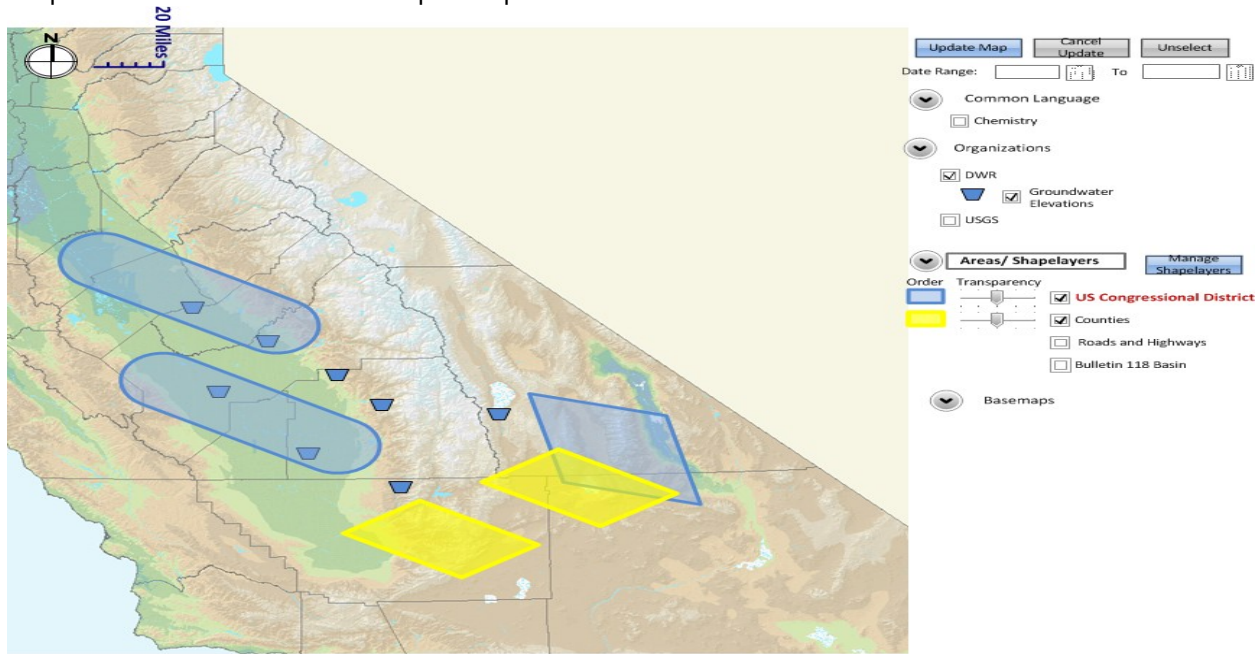 N
20 Miles
Update Map
Cancel
Update
Unselect
Date Range:
To
Common Language
Chemistry
Organizations
DWR
Groundwater
Elevations
USGS
Areas/ Shapelayers
Manage
Shapelayers
Order Transparency
US Congressional District
Counties
Roads and Highways
Bulletin 118 Basin
Basemaps